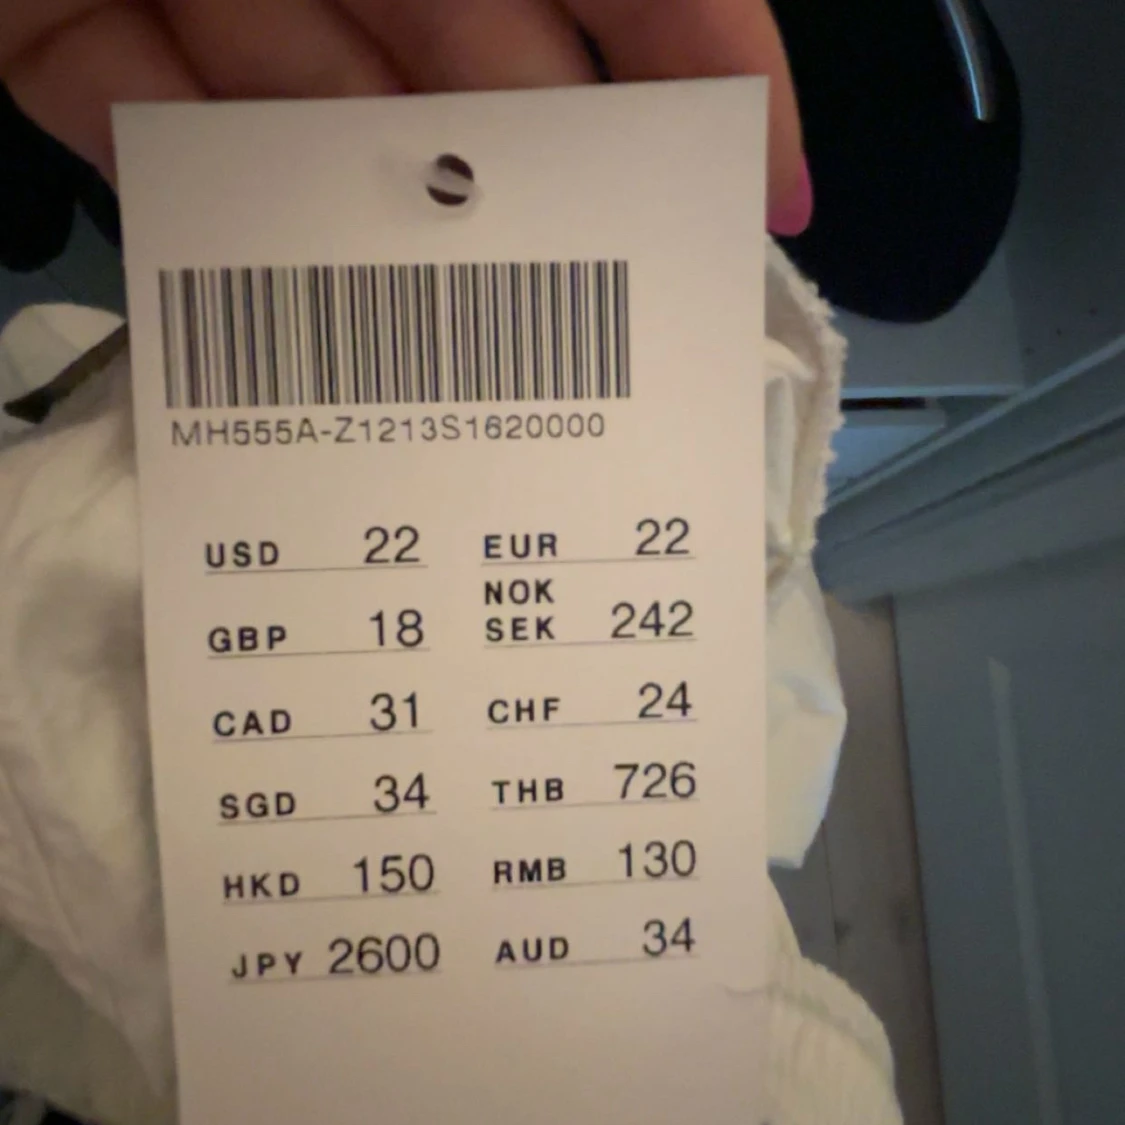 MH555A-Z1213S1620000
USD 22 EUR 22
NOK
GBP 18 SEK 242
CAD 31 CHF 24
SGD 34 THB 726
HKD 150 RMB 130
JPY 2600 AUD 34